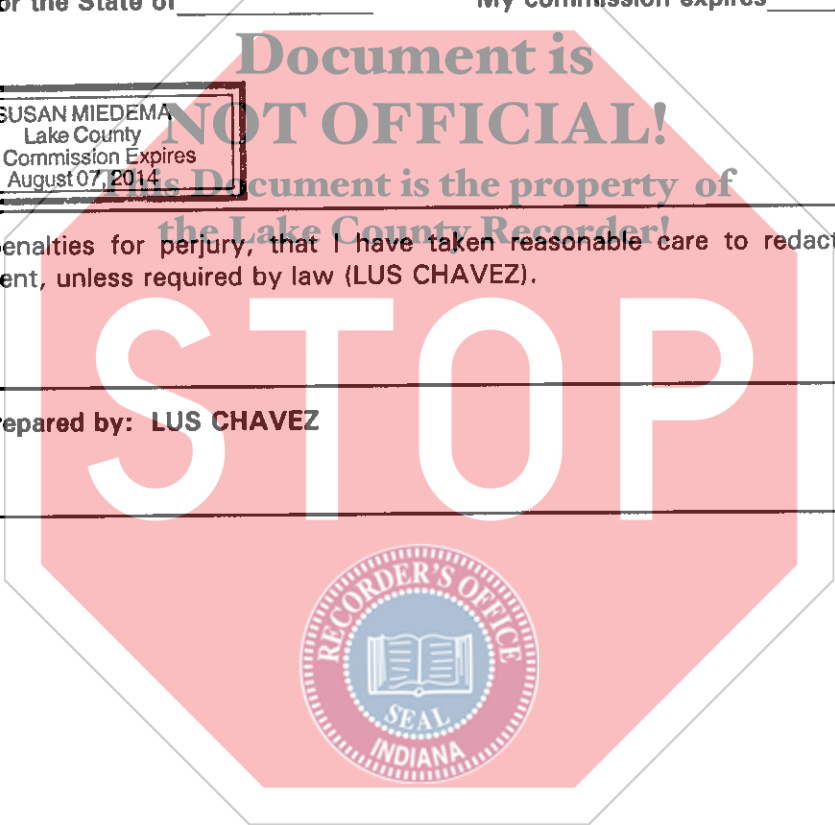 or the State of
My commission expires
Document is
NOT OFFICIAL!
SUSAN MIEDEMA
Lake County
Commission Expires
August 07, 2014
This Document is the property of
the Lake County Recorder!
enalties for perjury, that I have taken reasonable care to redact
ent, unless required by law (LUS CHAVEZ).
STOP
epared by: LUS CHAVEZ
RECORDER'S OFFICE
SEAL
INDIANA